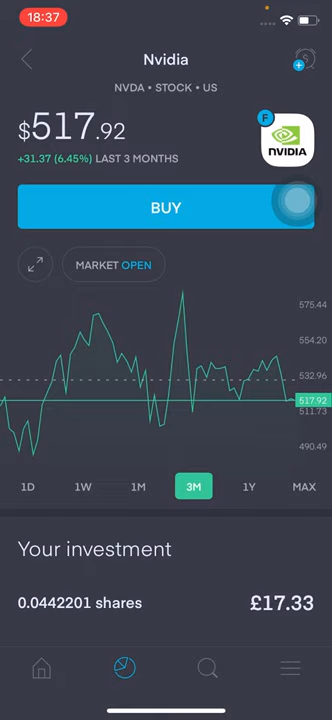 18:37
Nvidia
NVDA • STOCK • US
$517.92
+31.37 (6.45%) LAST 3 MONTHS
F
NVIDIA
BUY
MARKET OPEN
575.44
554.20
532.96
517.92
511.73
490.49
1D 1W 1M 3M 1Y MAX
Your investment
0.0442201 shares £17.33